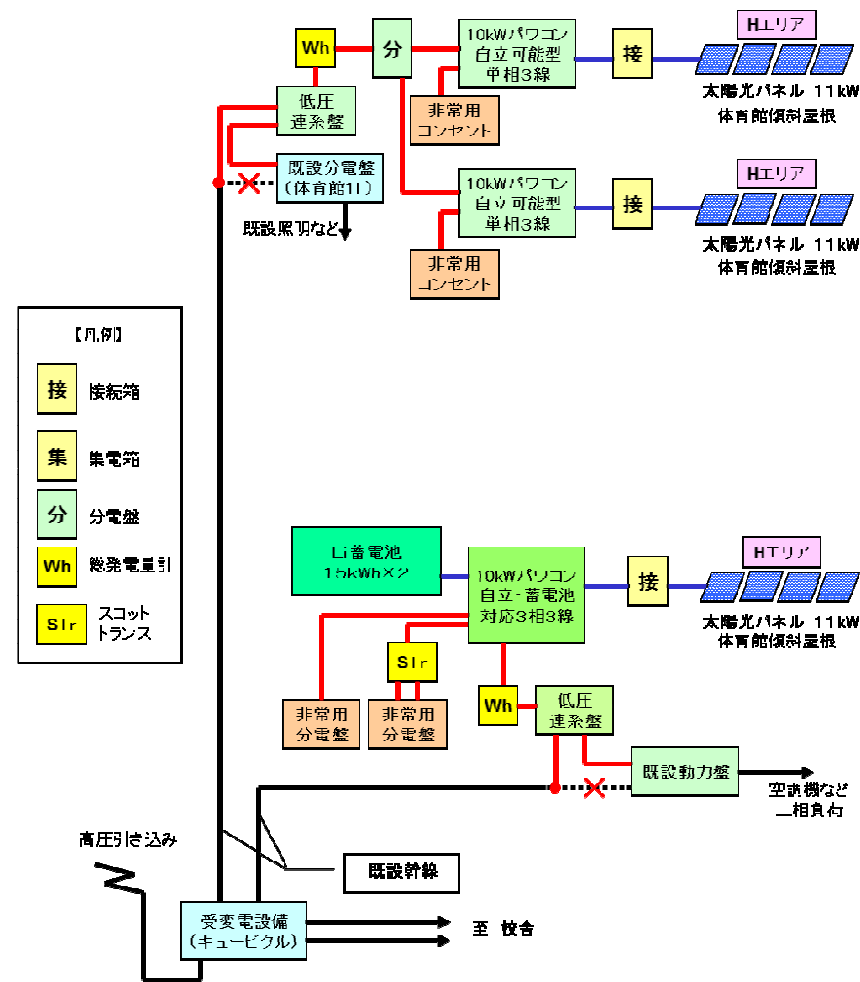 Hエリア
Wh
分
10kWパワコン
自立可能型
単相3線
接
太陽光パネル 11kW
体育館傾斜屋根
低圧
連系盤
非常用
コンセント
既設分電盤
(体育館1l)
既設照明など
Hエリア
10kWパワコン
自立可能型
単相3線
接
太陽光パネル 11kW
体育館傾斜屋根
非常用
コンセント
【凡例】
接
接続箱
集
集電箱
分
分電盤
Wh
総発電量計
Slr
スコット
トランス
Li蓄電池
15kWh×2
10kWパワコン
自立・蓄電池
対応3相3線
接
Hエリア
太陽光パネル 11kW
体育館傾斜屋根
Slr
非常用
分電盤
非常用
分電盤
Wh
低圧
連系盤
既設動力盤
空調機など
三相負荷
高圧引き込み
既設幹線
受変電設備
(キュービクル)
至 校舎